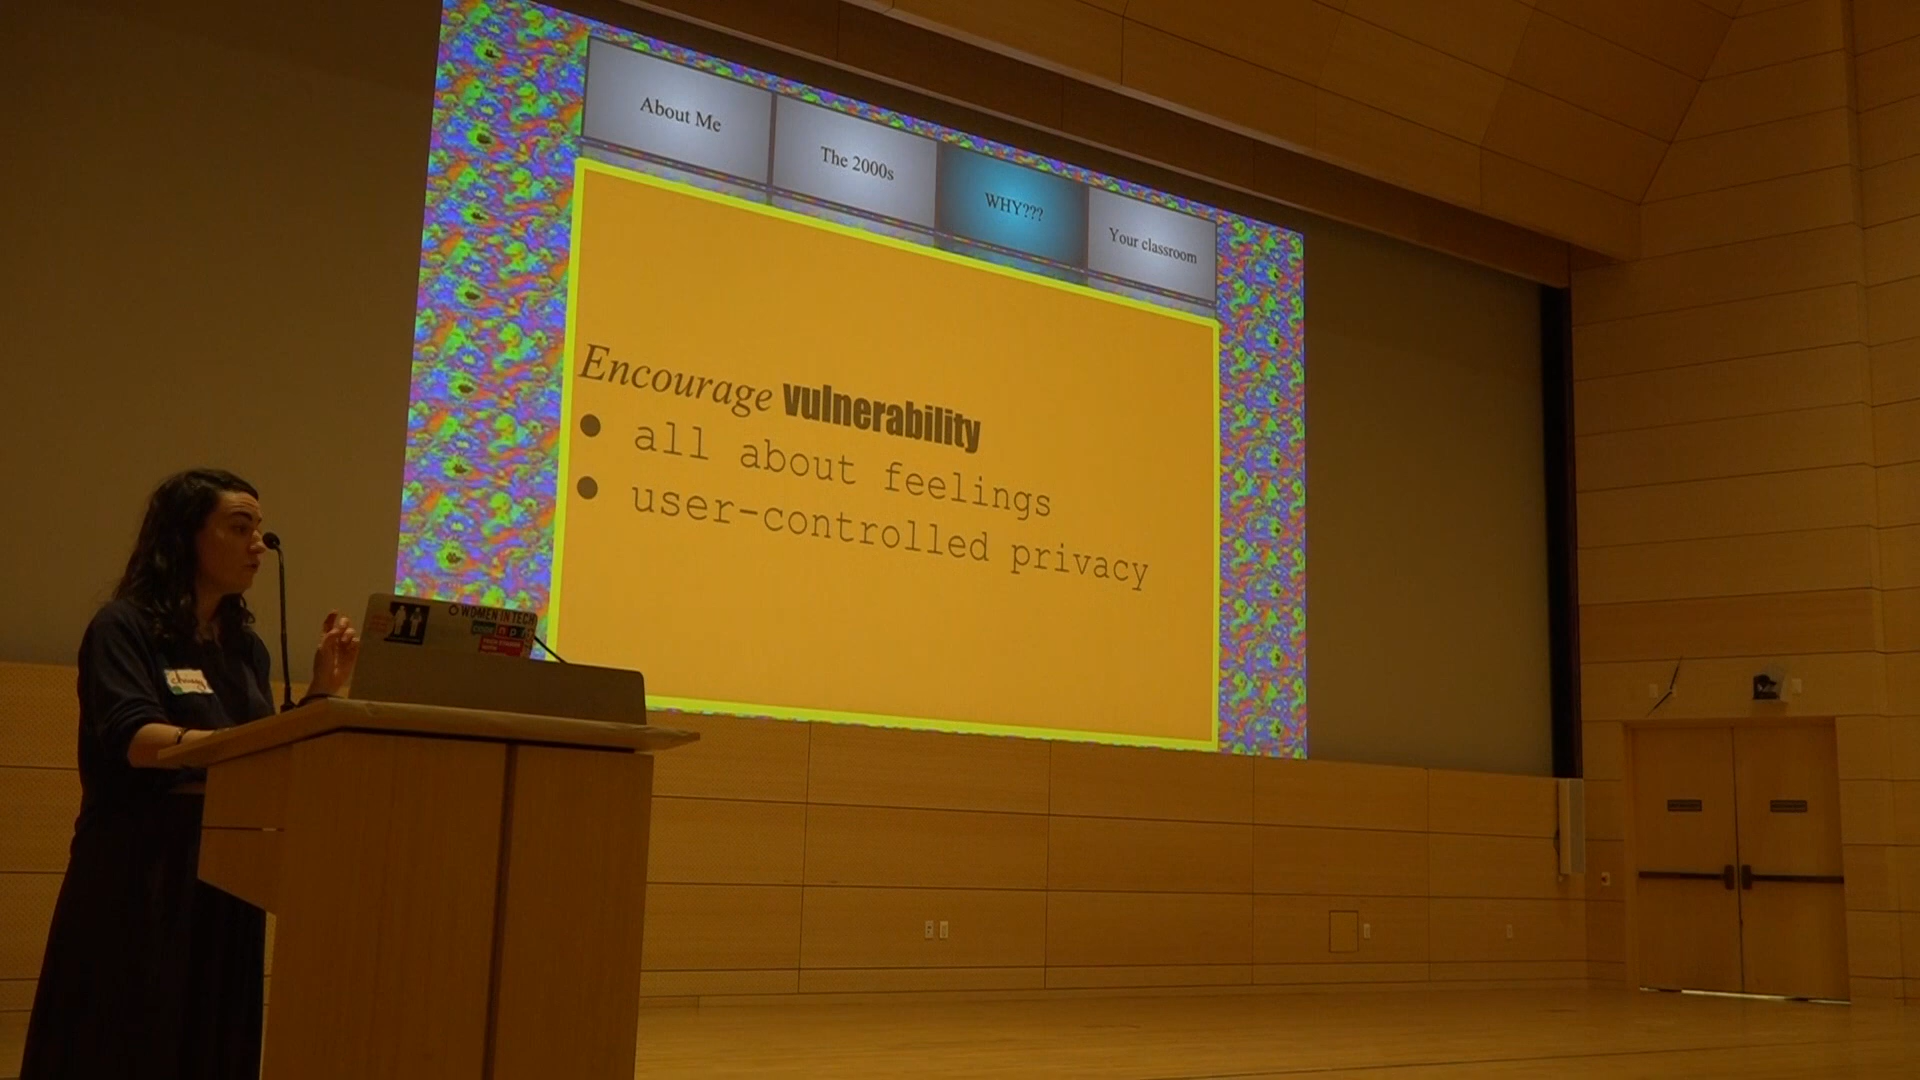 About Me
The 2000s
WHY???
Your classroom
Encourage vulnerability
● all about feelings
● user-controlled privacy
WOMEN IN TECH